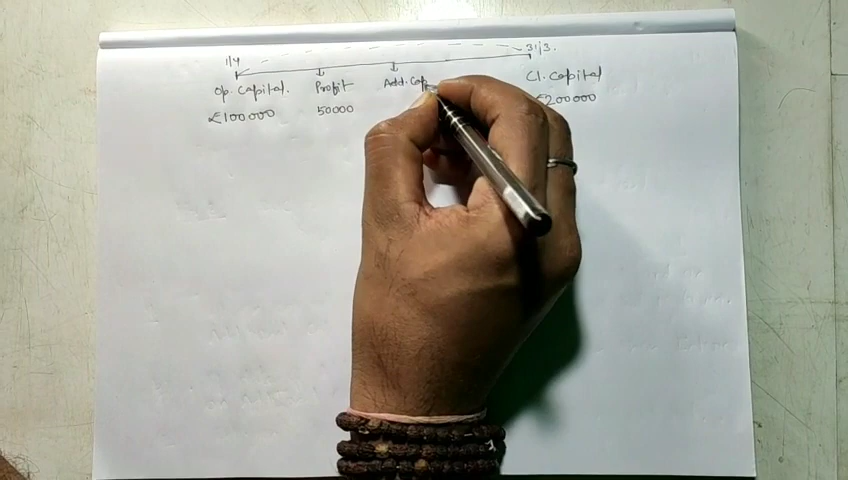 1/4 31/3.
Op. Capital. Profit Add. Cap Cl. Capital
£100000 50000 £200000